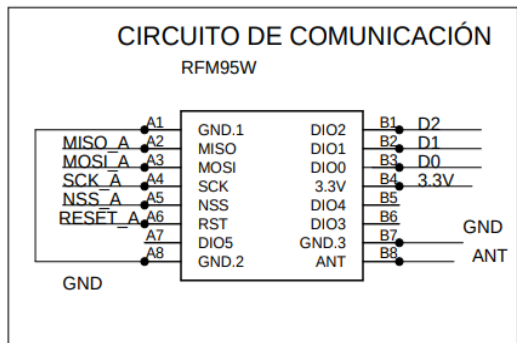 CIRCUITO DE COMUNICACIÓN
RFM95W
A1 GND.1 DIO2 B1 D2
MISO_A A2 MISO DIO1 B2 D1
MOSI_A A3 MOSI DIO0 B3 D0
SCK_A A4 SCK 3.3V B4 3.3V
NSS_A A5 NSS DIO4 B5
RESET_A A6 RST DIO3 B6
A7 DIO5 GND.3 B7 GND
A8 GND.2 ANT B8 ANT
GND